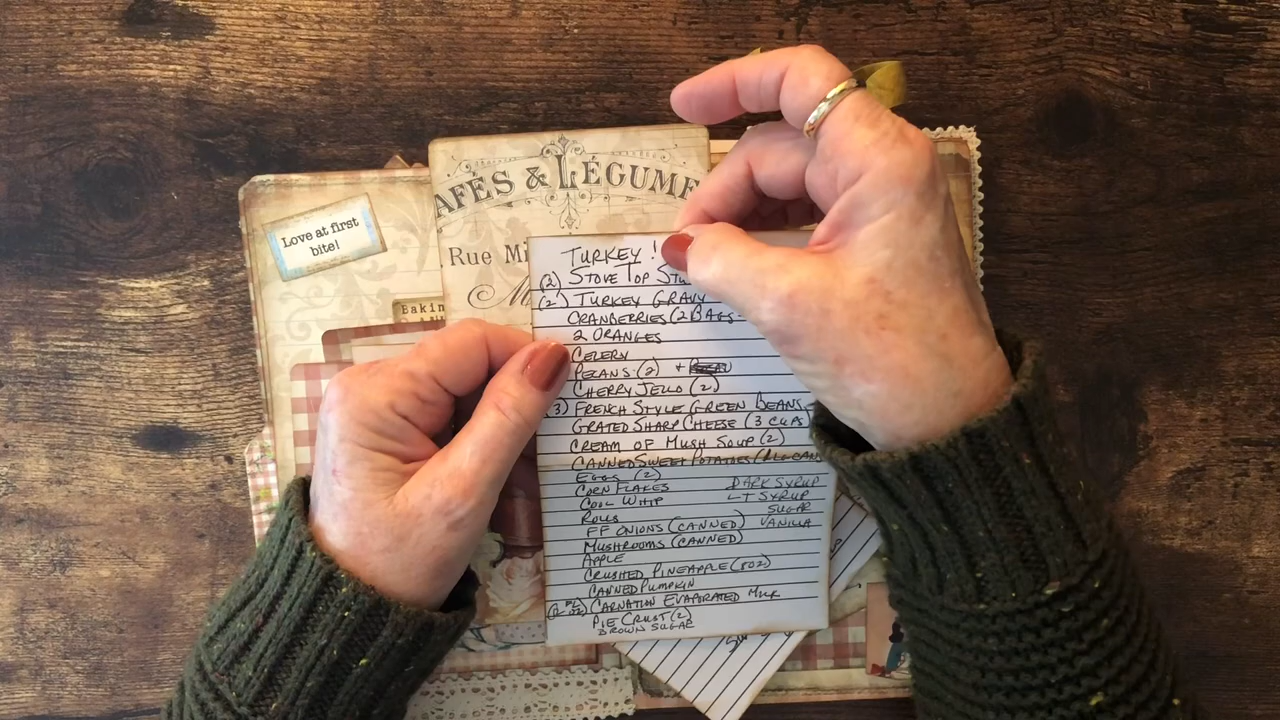 AFÉS & LÉGUME
Love at first
bite!
Rue Mi
Bakin
TURKEY!
(2) STOVE TOP STU
(2) TURKEY GRAVY
CRANBERRIES (2 BAGS
2 ORANGES
CELERY
PECANS (2) +
CHERRY JELLO (2)
(3) FRENCH STYLE GREEN BEANS
GRATED SHARP CHEESE (3 CUPS)
CREAM OF MUSH SOUP (2)
CANNED SWEET POTATOES
EGGS (2)
CORN FLAKES
DARK SYRUP
COOL WHIP
LT SYRUP
ROLLS
SUGAR
FF ONIONS (CANNED)
VANILLA
MUSHROOMS (CANNED)
APPLE
CRUSHED PINEAPPLE (8OZ)
CANNED PUMPKIN
CARNATION EVAPORATED MILK
PIE CRUST (2)
BROWN SUGAR